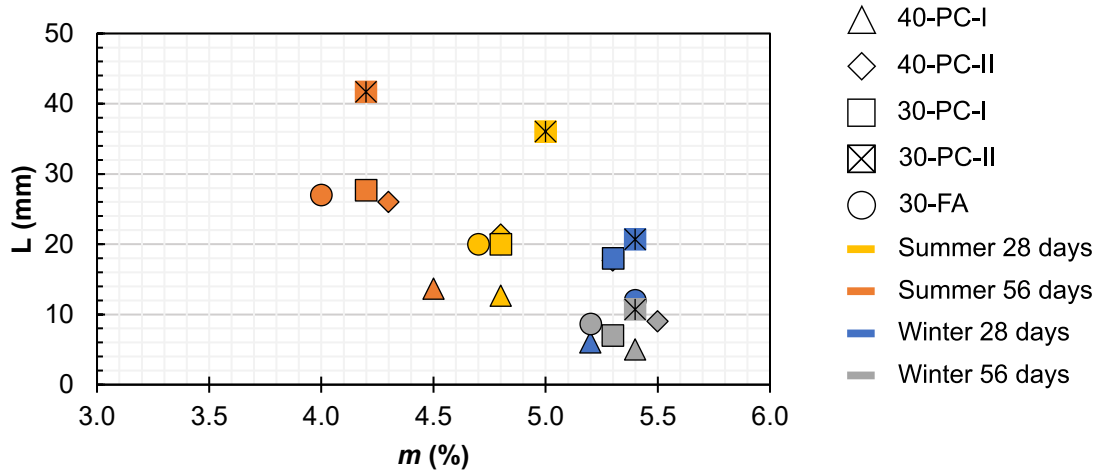 50
40
30
20
10
0
L (mm)
3.0 3.5 4.0 4.5 5.0 5.5 6.0
m (%)
40-PC-I
40-PC-II
30-PC-I
30-PC-II
30-FA
Summer 28 days
Summer 56 days
Winter 28 days
Winter 56 days